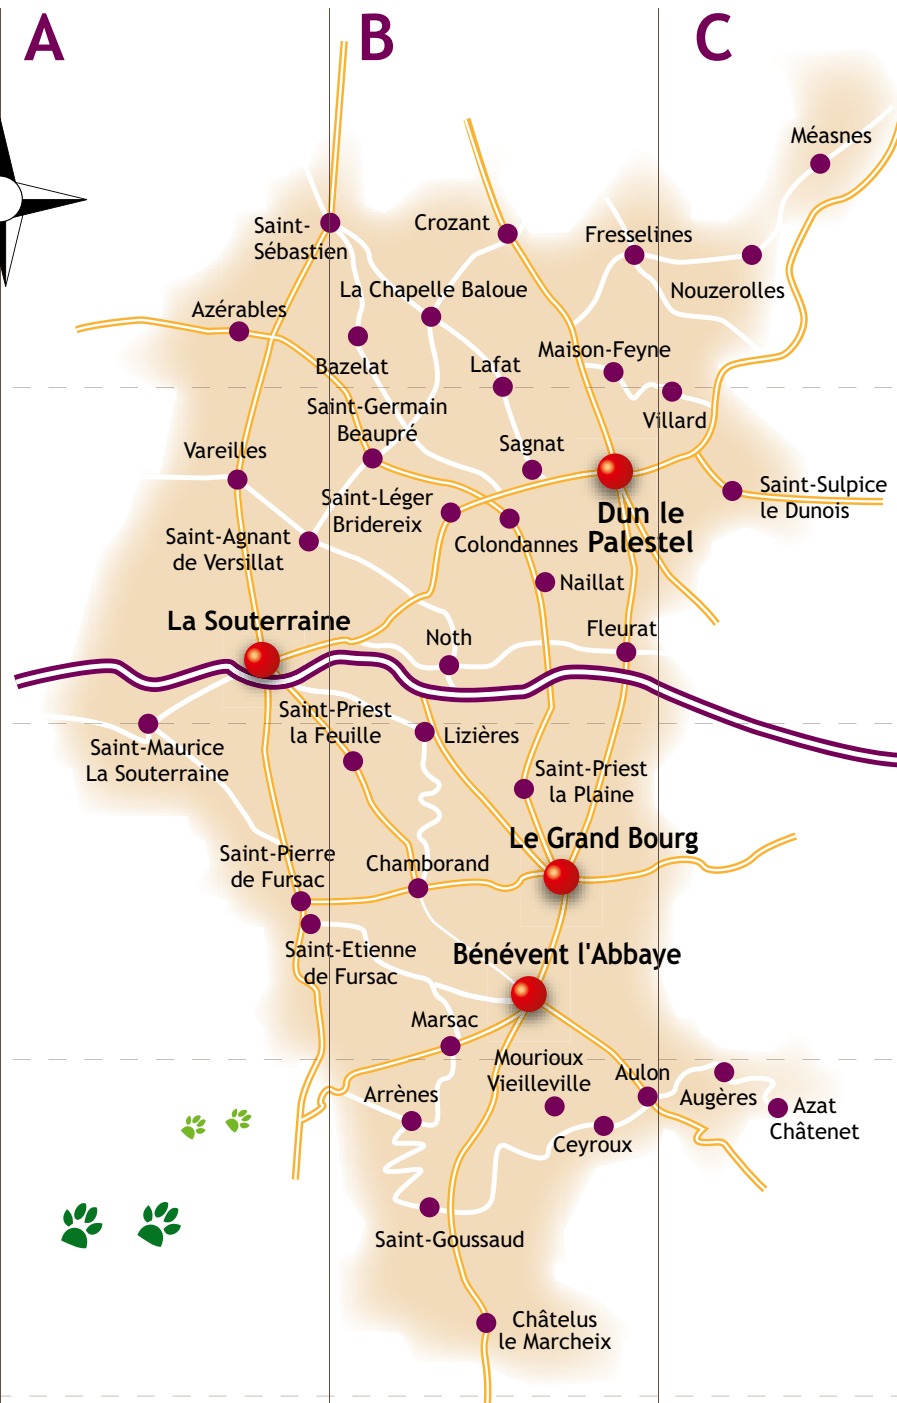 A
B
C
Méasnes
Saint-
Sébastien
Crozant
Fresselines
Nouzerolles
La Chapelle Baloue
Azérables
Bazelat
Lafat
Maison-Feyne
Villard
Saint-Germain
Beaupré
Sagnat
Vareilles
Saint-Léger
Bridereix
Saint-Sulpice
le Dunois
Dun le
Palestel
Colondannes
Saint-Agnant
de Versillat
Naillat
La Souterraine
Noth
Fleurat
Saint-Priest
la Feuille
Lizières
Saint-Maurice
La Souterraine
Saint-Priest
la Plaine
Le Grand Bourg
Saint-Pierre
de Fursac
Chamborand
Saint-Etienne
de Fursac
Bénévent l'Abbaye
Marsac
Mourioux
Vieilleville
Aulon
Arrènes
Augères
Azat
Châtenet
Ceyroux
Saint-Goussaud
Châtelus
le Marcheix